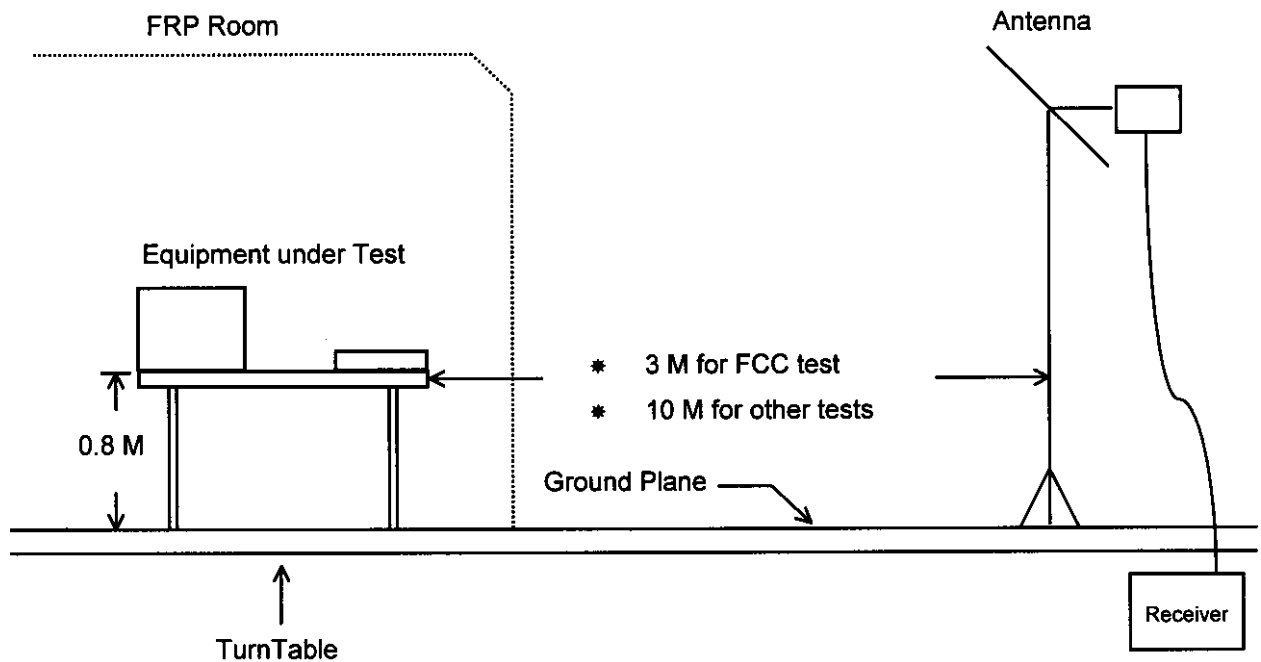 FRP Room
Antenna
Equipment under Test
✷ 3 M for FCC test
✷ 10 M for other tests
0.8 M
Ground Plane
Receiver
TurnTable